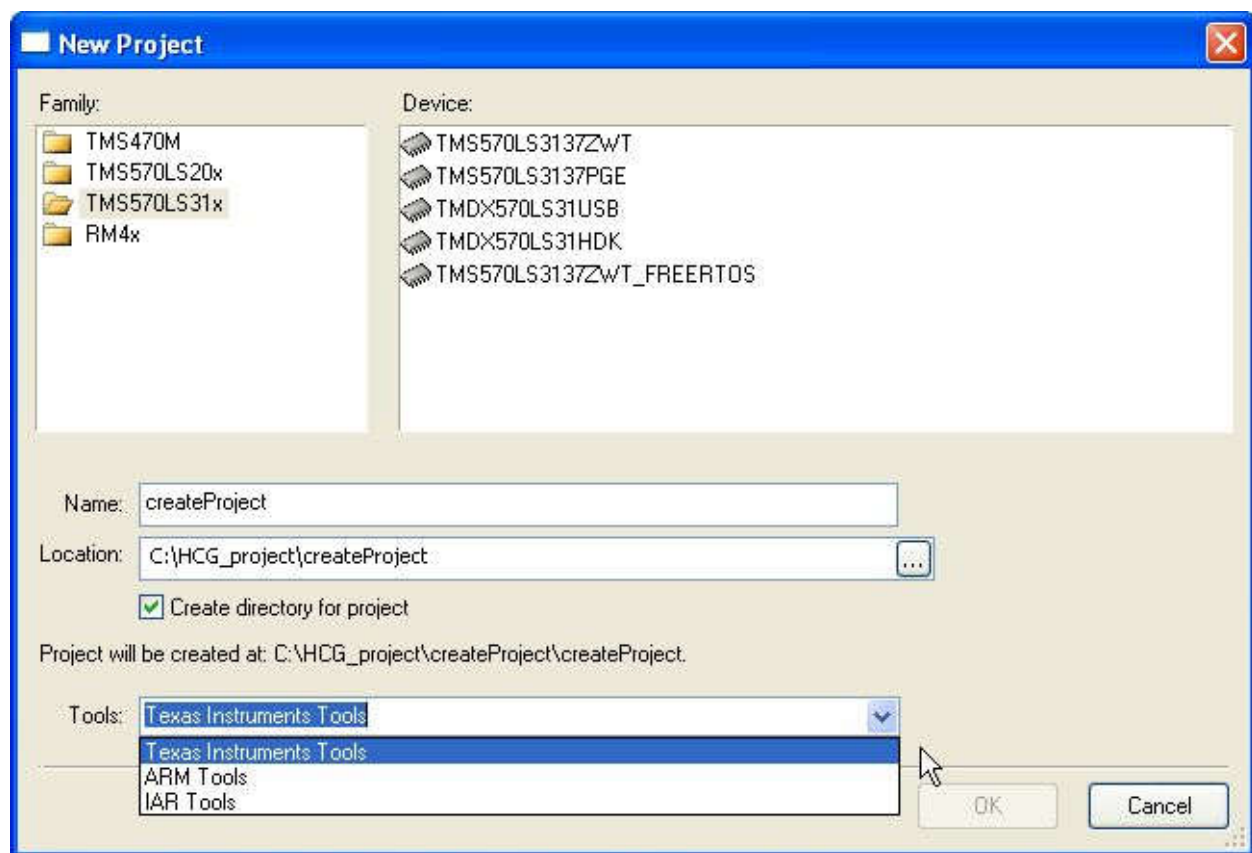 New Project
Family:
Device:
TMS470M
TMS570LS20x
TMS570LS31x
RM4x
TMS570LS3137ZWT
TMS570LS3137PGE
TMDX570LS31USB
TMDX570LS31HDK
TMS570LS3137ZWT_FREERTOS
Name: createProject
Location: C:\HCG_project\createProject ...
Create directory for project
Project will be created at: C:\HCG_project\createProject\createProject.
Tools: Texas Instruments Tools
Texas Instruments Tools
ARM Tools
IAR Tools
OK Cancel